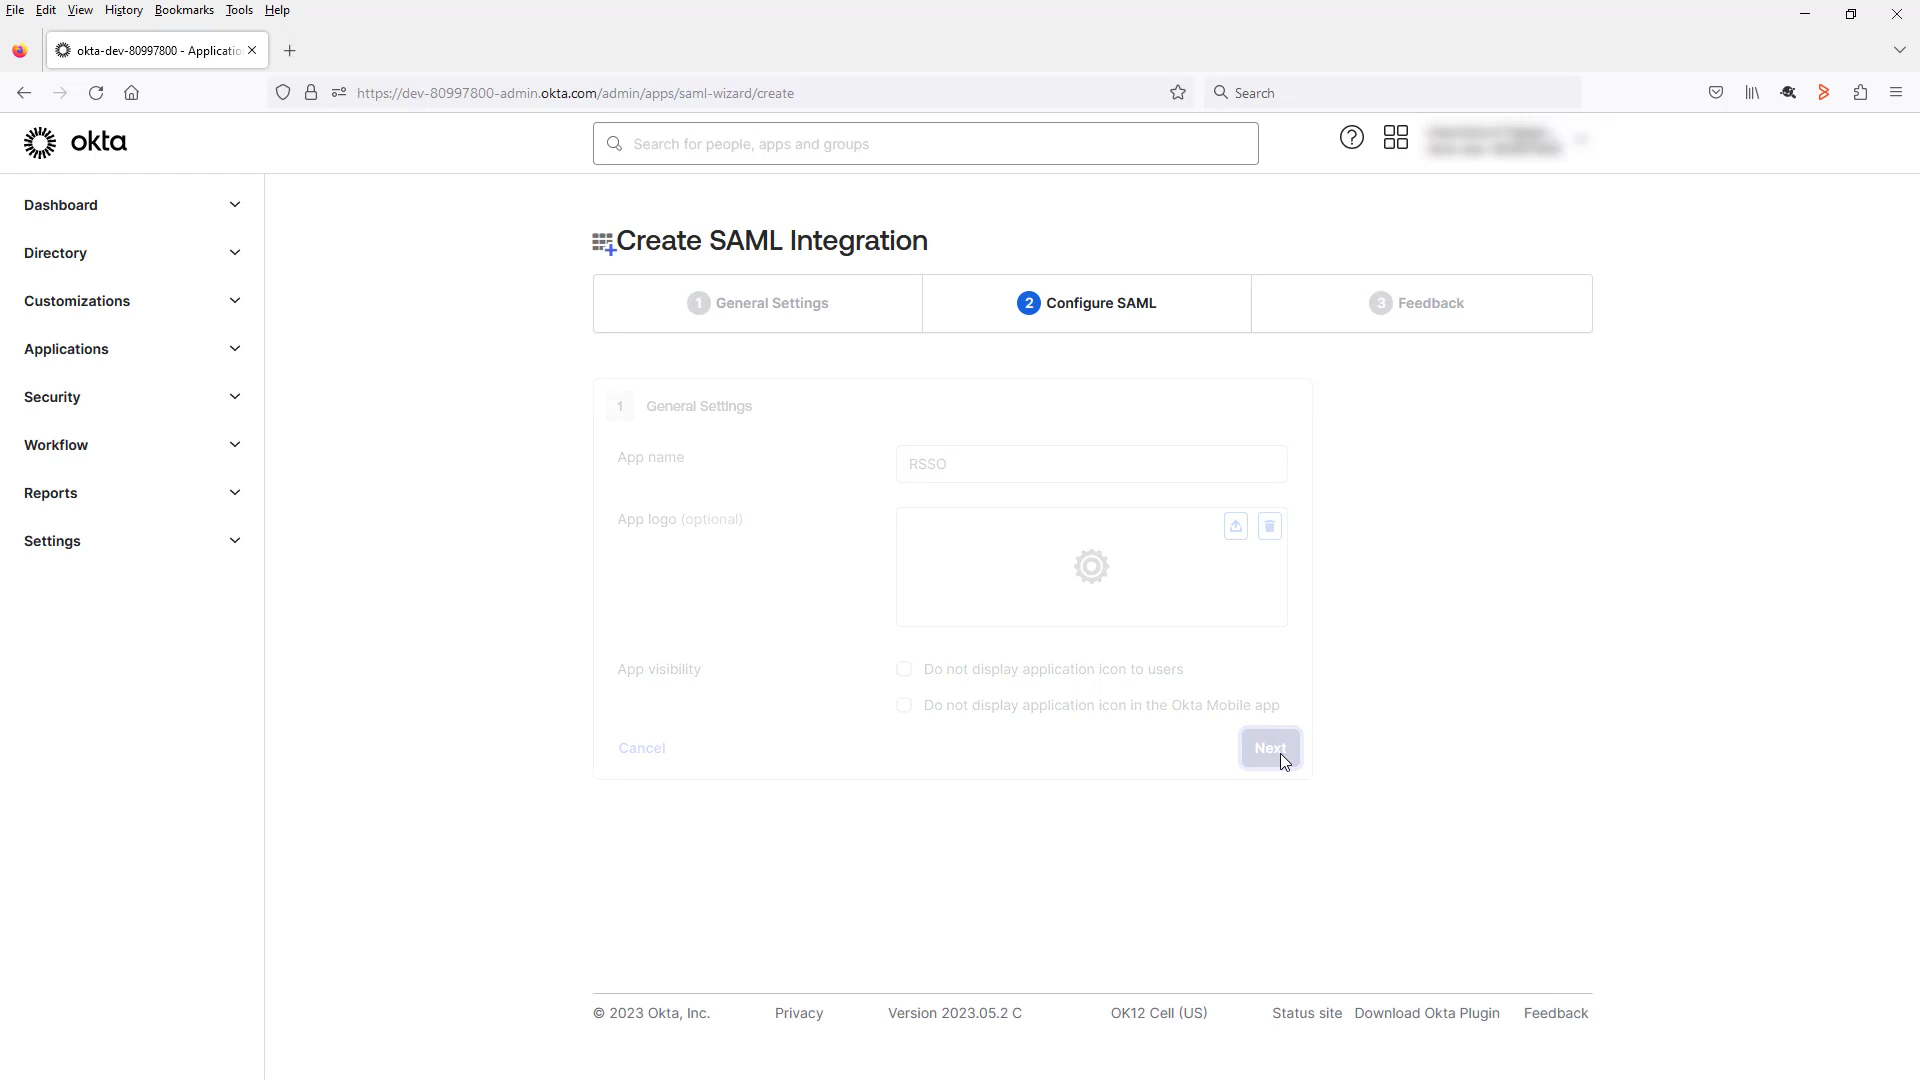 File Edit View History Bookmarks Tools Help
okta-dev-80997800 - Applicatio
https://dev-80997800-admin.okta.com/admin/apps/saml-wizard/create
Search
okta
Search for people, apps and groups
Dashboard
Directory
Customizations
Applications
Security
Workflow
Reports
Settings
Create SAML Integration
1 General Settings
2 Configure SAML
3 Feedback
1 General Settings
App name
RSSO
App logo (optional)
App visibility
Do not display application icon to users
Do not display application icon in the Okta Mobile app
Cancel
Next
© 2023 Okta, Inc. Privacy Version 2023.05.2 C OK12 Cell (US) Status site Download Okta Plugin Feedback